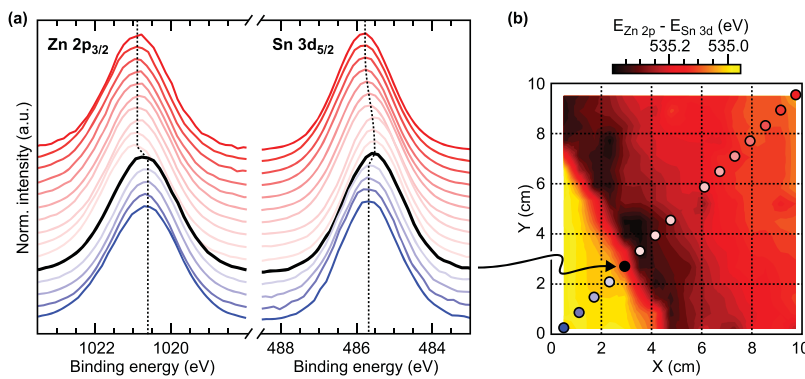 (a)
Zn 2p3/2
Sn 3d5/2
Norm. intensity (a.u.)
1022
1020
488
486
484
Binding energy (eV)
Binding energy (eV)
(b)
EZn 2p - ESn 3d (eV)
535.2
535.0
10
8
6
4
2
0
Y (cm)
0
2
4
6
8
10
X (cm)